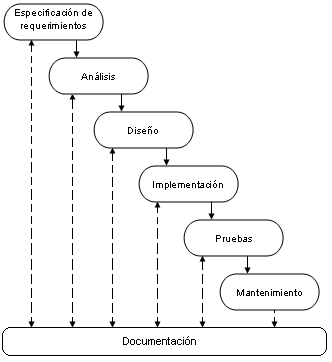 Especificación de
requerimientos
Análisis
Diseño
Implementación
Pruebas
Mantenimiento
Documentación